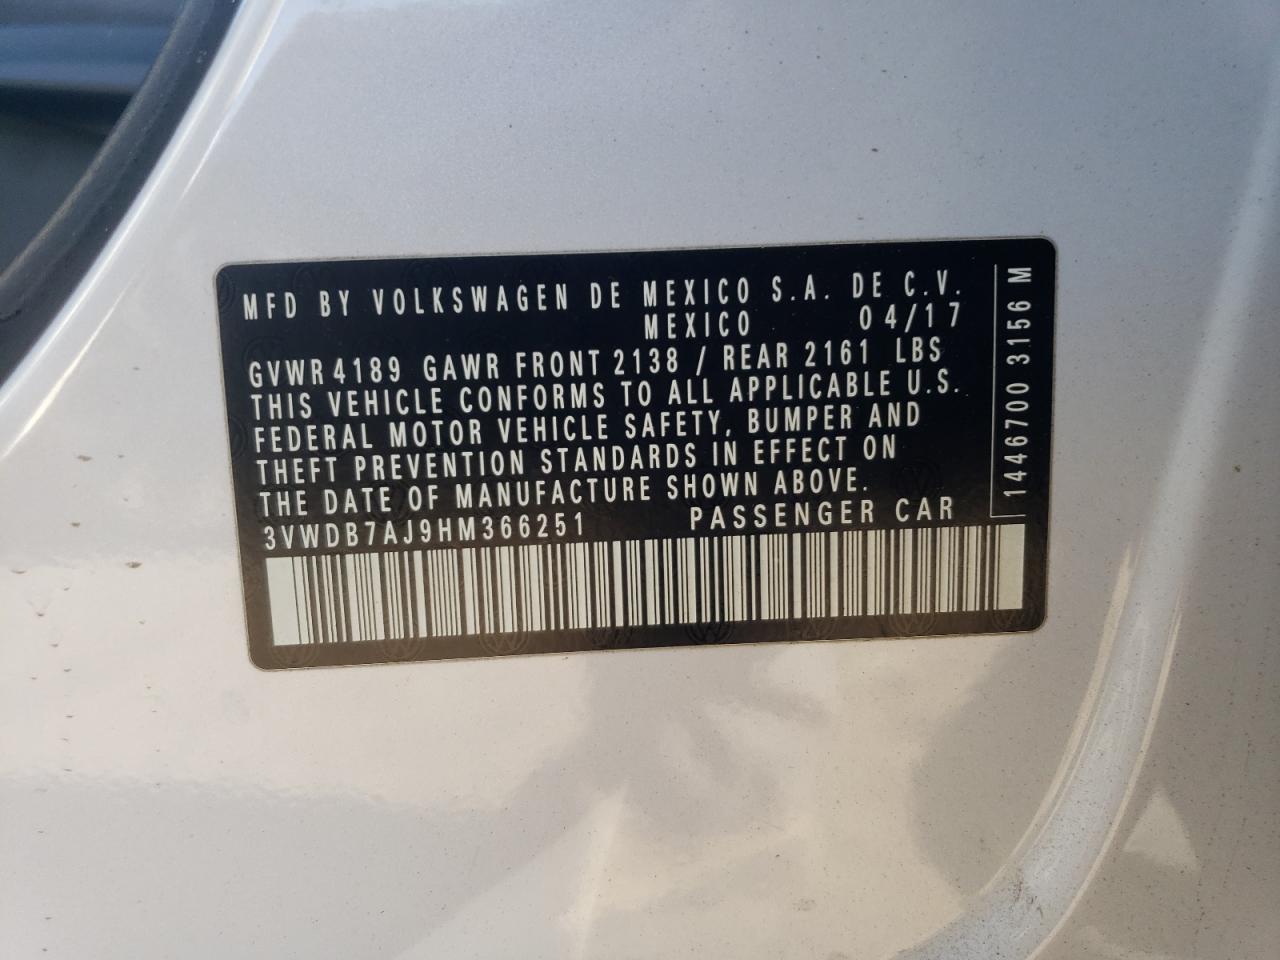 MFD BY VOLKSWAGEN DE MEXICO S.A. DE C.V.
MEXICO 04/17
GVWR 4189 GAWR FRONT 2138 / REAR 2161 LBS
THIS VEHICLE CONFORMS TO ALL APPLICABLE U.S.
FEDERAL MOTOR VEHICLE SAFETY, BUMPER AND
THEFT PREVENTION STANDARDS IN EFFECT ON
THE DATE OF MANUFACTURE SHOWN ABOVE.
3VWDB7AJ9HM366251 PASSENGER CAR
1446700 3156 M